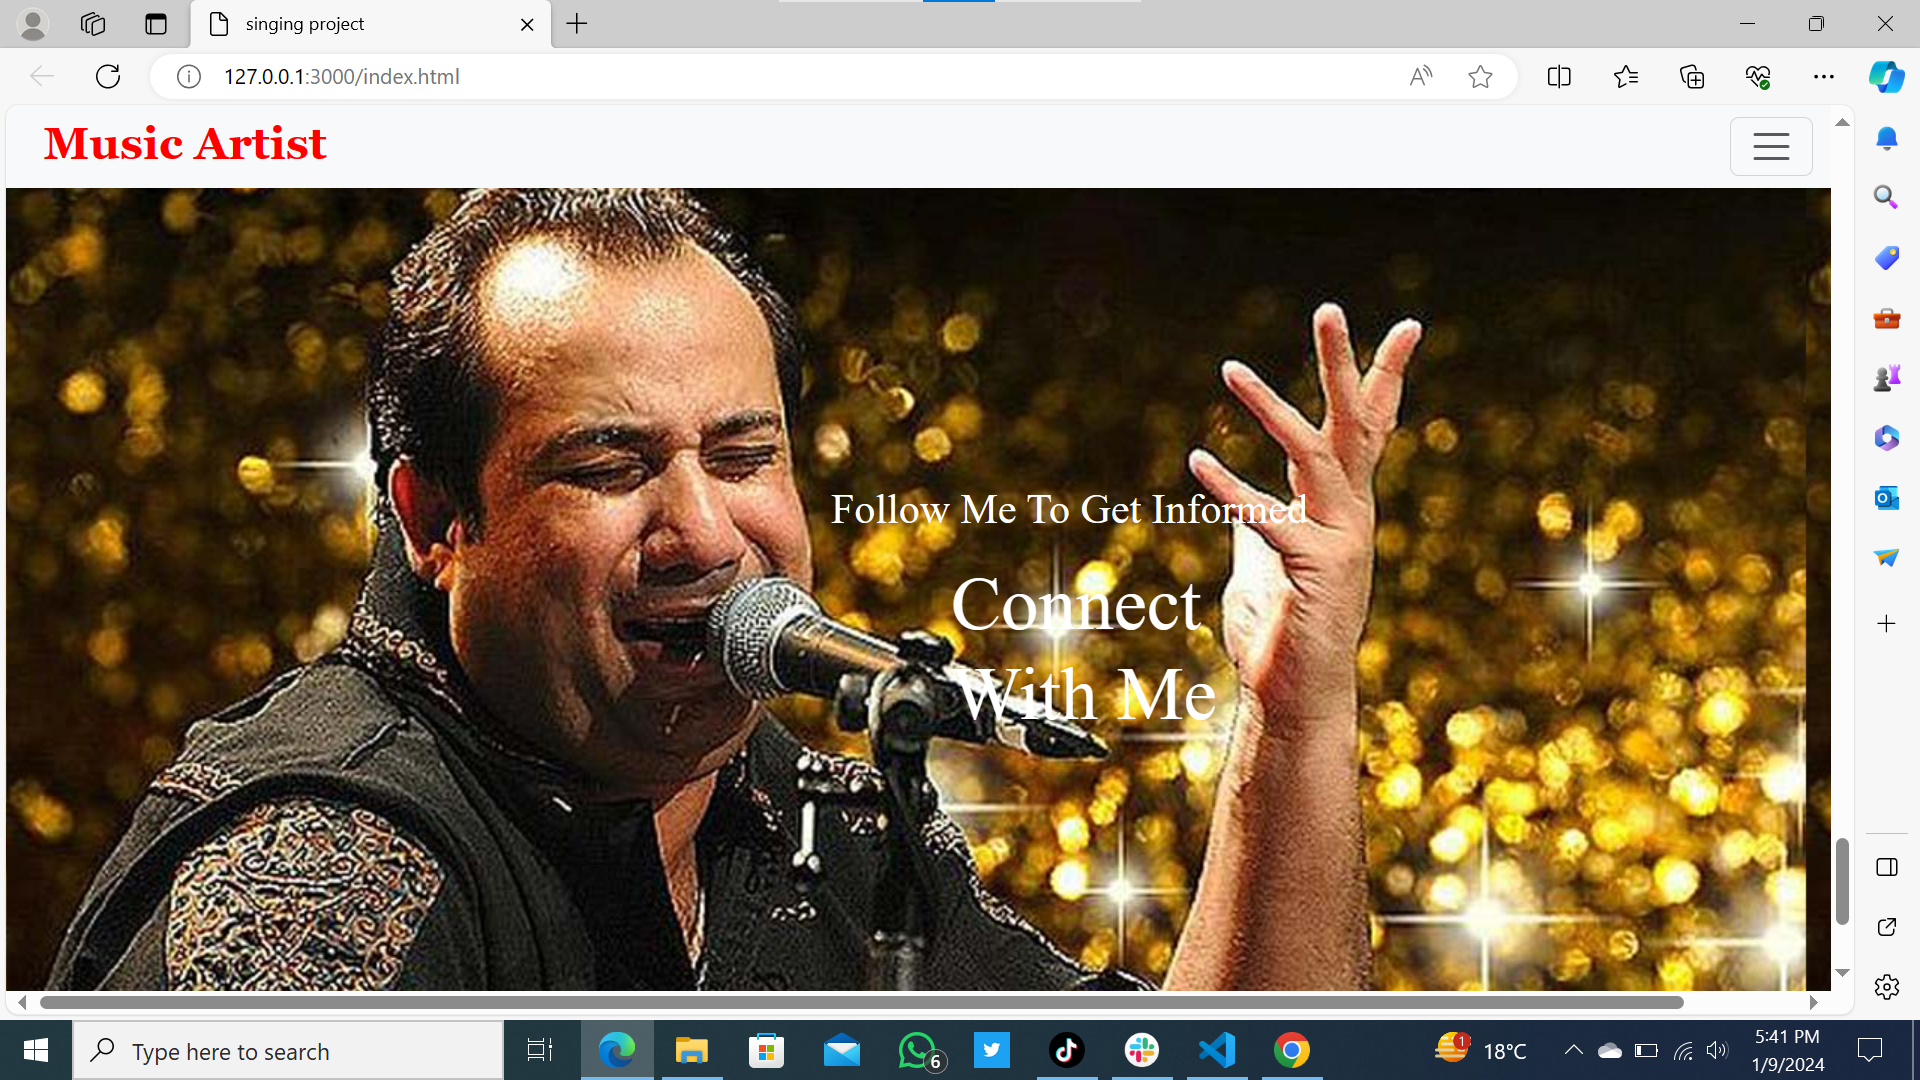 singing project
127.0.0.1:3000/index.html
Music Artist
Follow Me To Get Informed
Connect
With Me
Type here to search
6
1
18°C
5:41 PM
1/9/2024